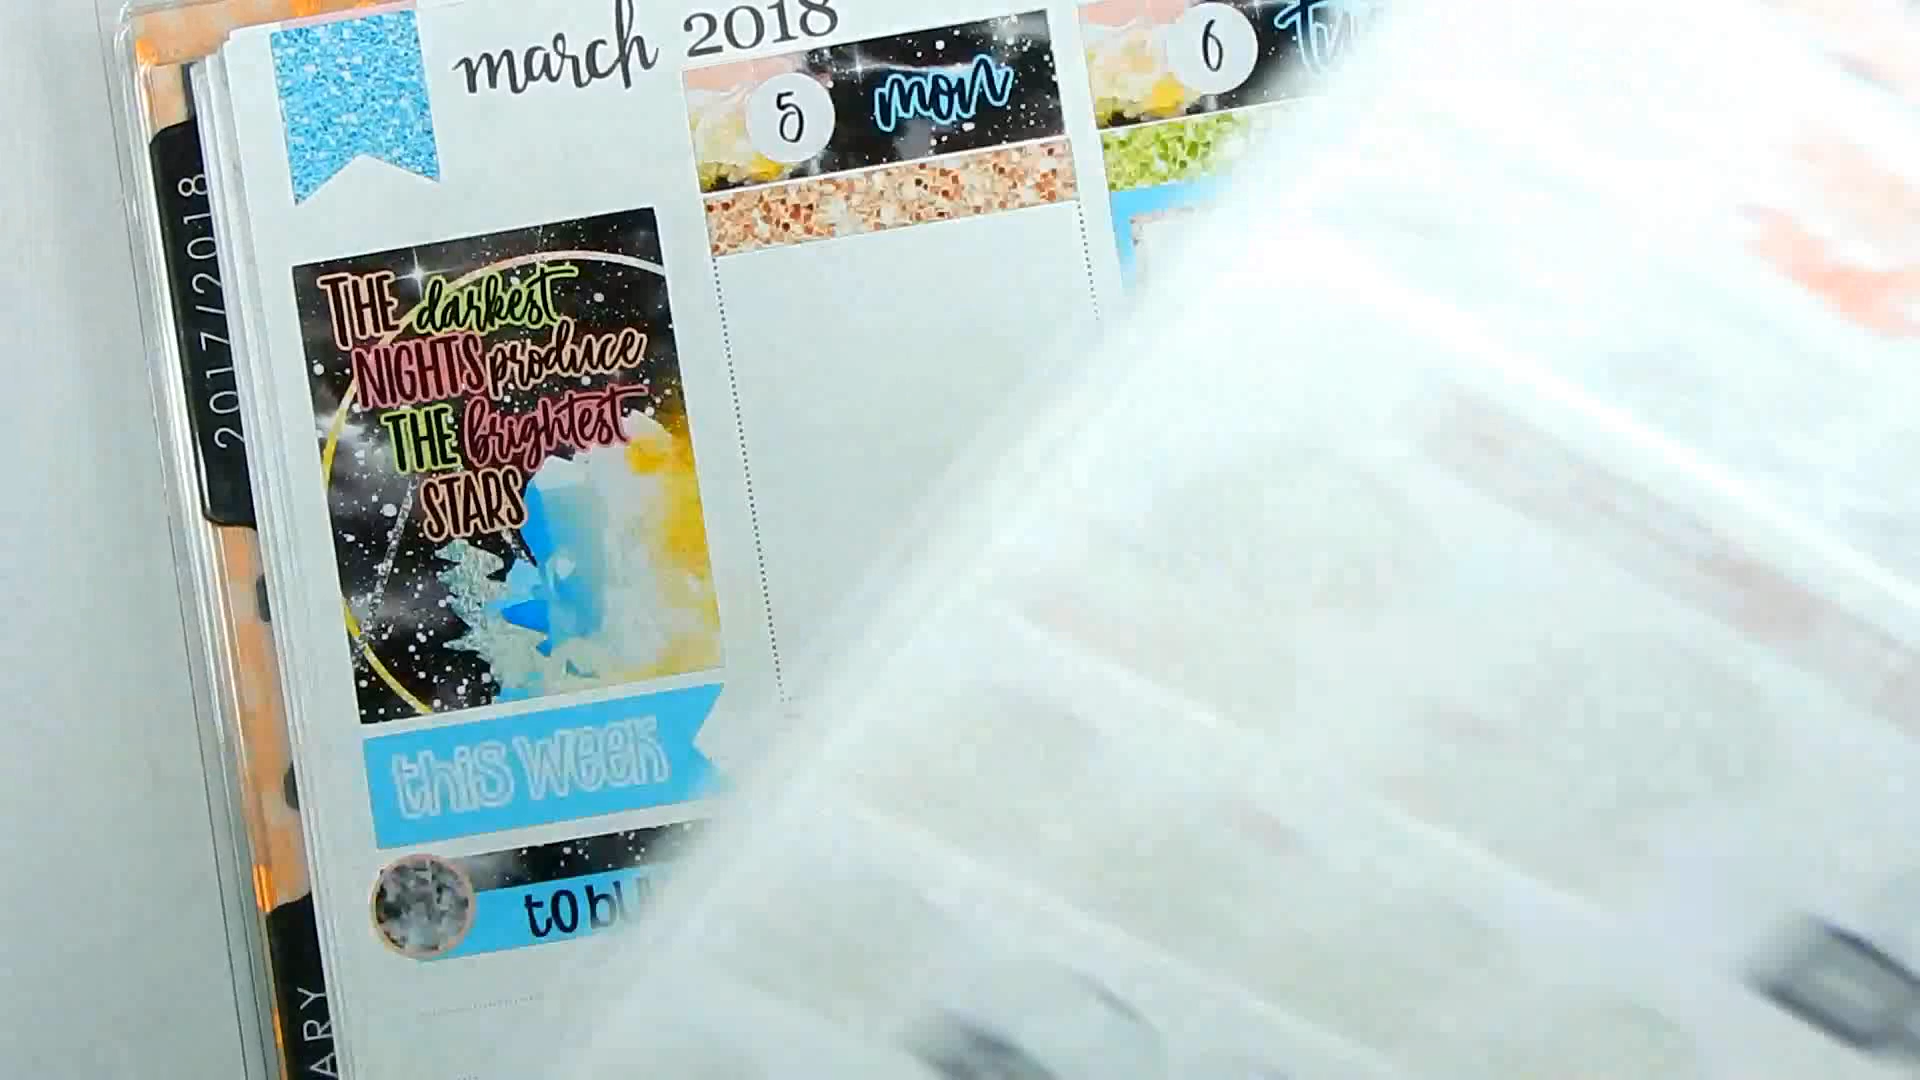 march 2018
5 mon
6
2017/2018
THE darkest
NIGHTS produce
THE brightest
STARS
this week
to bu
ARY